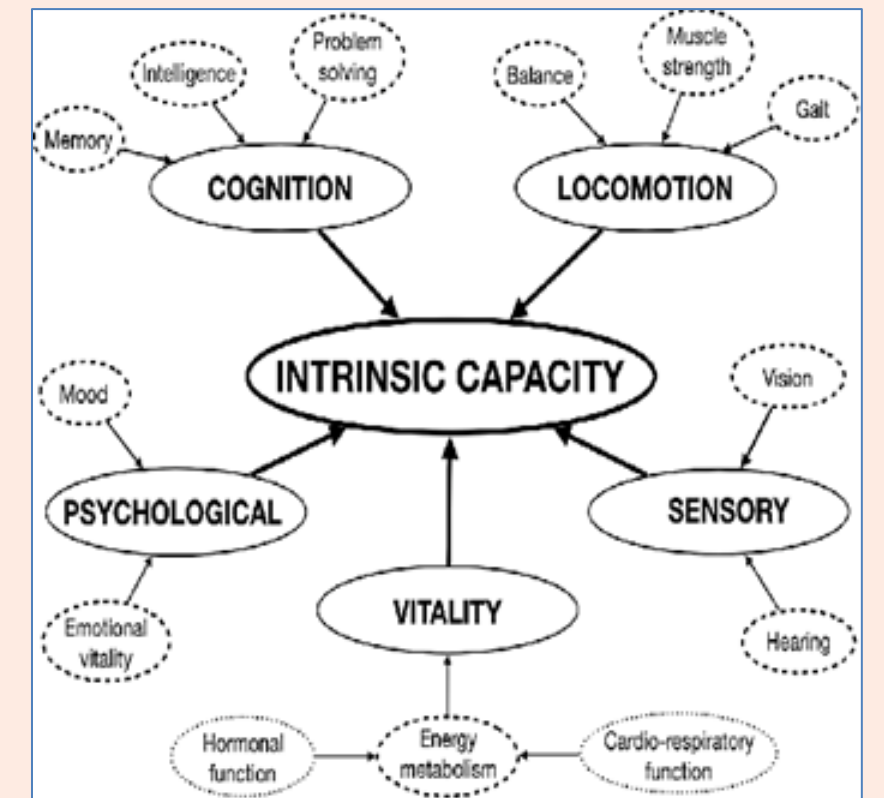 Problem
solving
Intelligence
Memory
COGNITION
Muscle
strength
Balance
Gait
LOCOMOTION
INTRINSIC CAPACITY
Mood
PSYCHOLOGICAL
Emotional
vitality
Vision
SENSORY
Hearing
VITALITY
Hormonal
function
Energy
metabolism
Cardio-respiratory
function